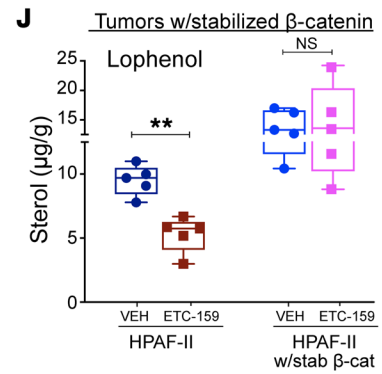 J
Tumors w/stabilized β-catenin
NS
Lophenol
**
Sterol (μg/g)
25
20
15
10
5
0
VEH ETC-159 VEH ETC-159
HPAF-II HPAF-II
w/stab β-cat